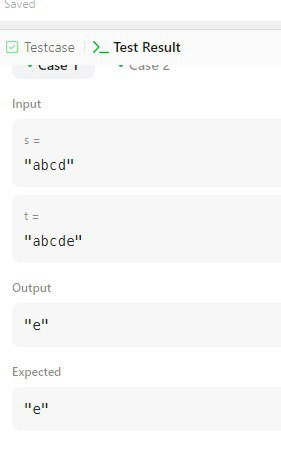 Saved
Testcase
Test Result
Case 1
Case 2
Input
s =
"abcd"
t =
"abcde"
Output
"e"
Expected
"e"